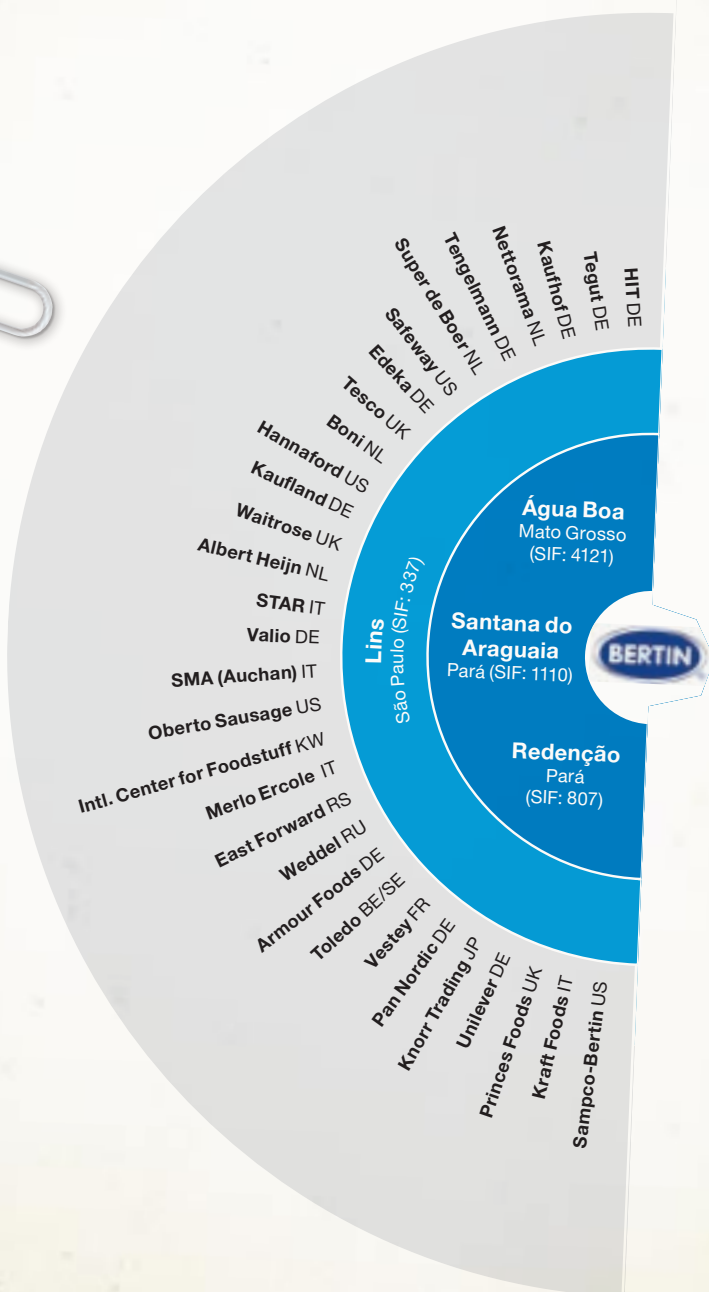 HIT DE
Tegut DE
Kaufhof DE
Nettorama NL
Tengelmann DE
Super de Boer NL
Safeway US
Edeka DE
Tesco UK
Boni NL
Hannaford US
Kaufland DE
Waitrose UK
Albert Heijn NL
STAR IT
Valio DE
SMA (Auchan) IT
Oberto Sausage US
Intl. Center for Foodstuff KW
Merlo Ercole IT
East Forward RS
Weddel RU
Armour Foods DE
Toledo BE/SE
Vestey FR
Pan Nordic DE
Knorr Trading JP
Unilever DE
Princes Foods UK
Kraft Foods IT
Sampco-Bertin US
Lins
São Paulo (SIF: 337)
Água Boa
Mato Grosso
(SIF: 4121)
Santana do
Araguaia
Pará (SIF: 1110)
Redenção
Pará
(SIF: 807)
BERTIN